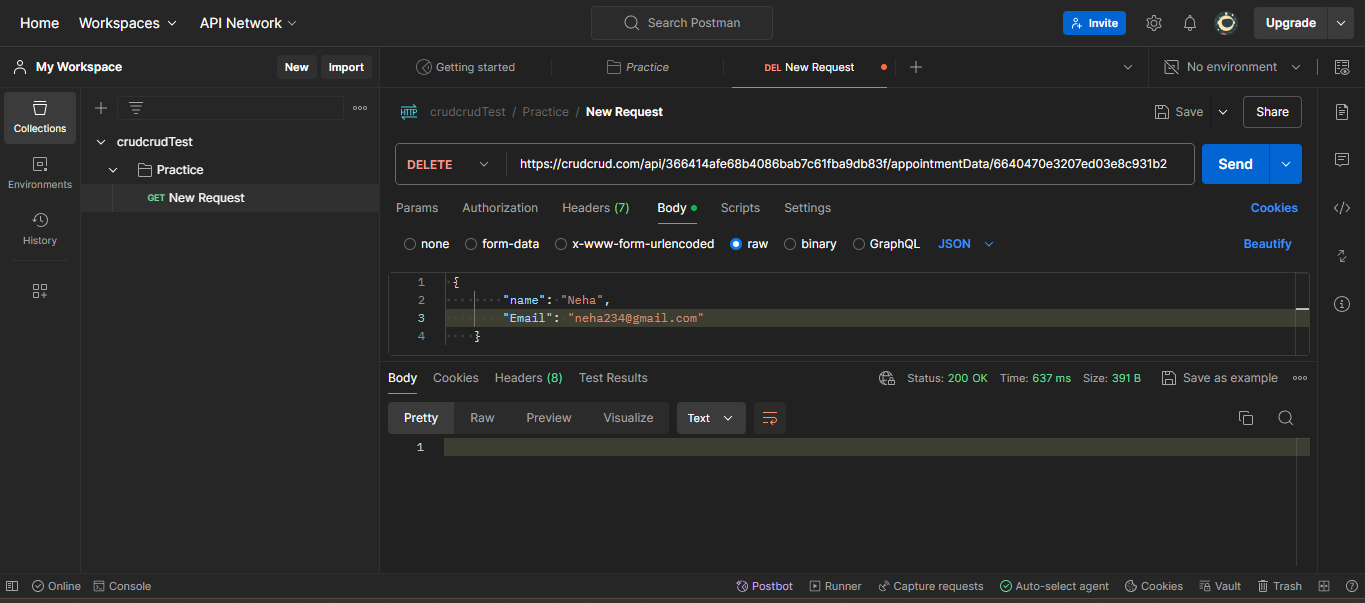 Home Workspaces API Network Search Postman Invite Upgrade
My Workspace New Import Getting started Practice DEL New Request No environment
Collections
Environments
History
crudcrudTest
Practice
GET New Request
HTTP crudcrudTest / Practice / New Request Save Share
DELETE https://crudcrud.com/api/366414afe68b4086bab7c61fba9db83f/appointmentData/6640470e3207ed03e8c931b2 Send
Params Authorization Headers (7) Body Scripts Settings Cookies
none form-data x-www-form-urlencoded raw binary GraphQL JSON Beautify
1 {
2 "name": "Neha",
3 "Email": "neha234@gmail.com"
4 }
Body Cookies Headers (8) Test Results Status: 200 OK Time: 637 ms Size: 391 B Save as example
Pretty Raw Preview Visualize Text
1
Online Console Postbot Runner Capture requests Auto-select agent Cookies Vault Trash